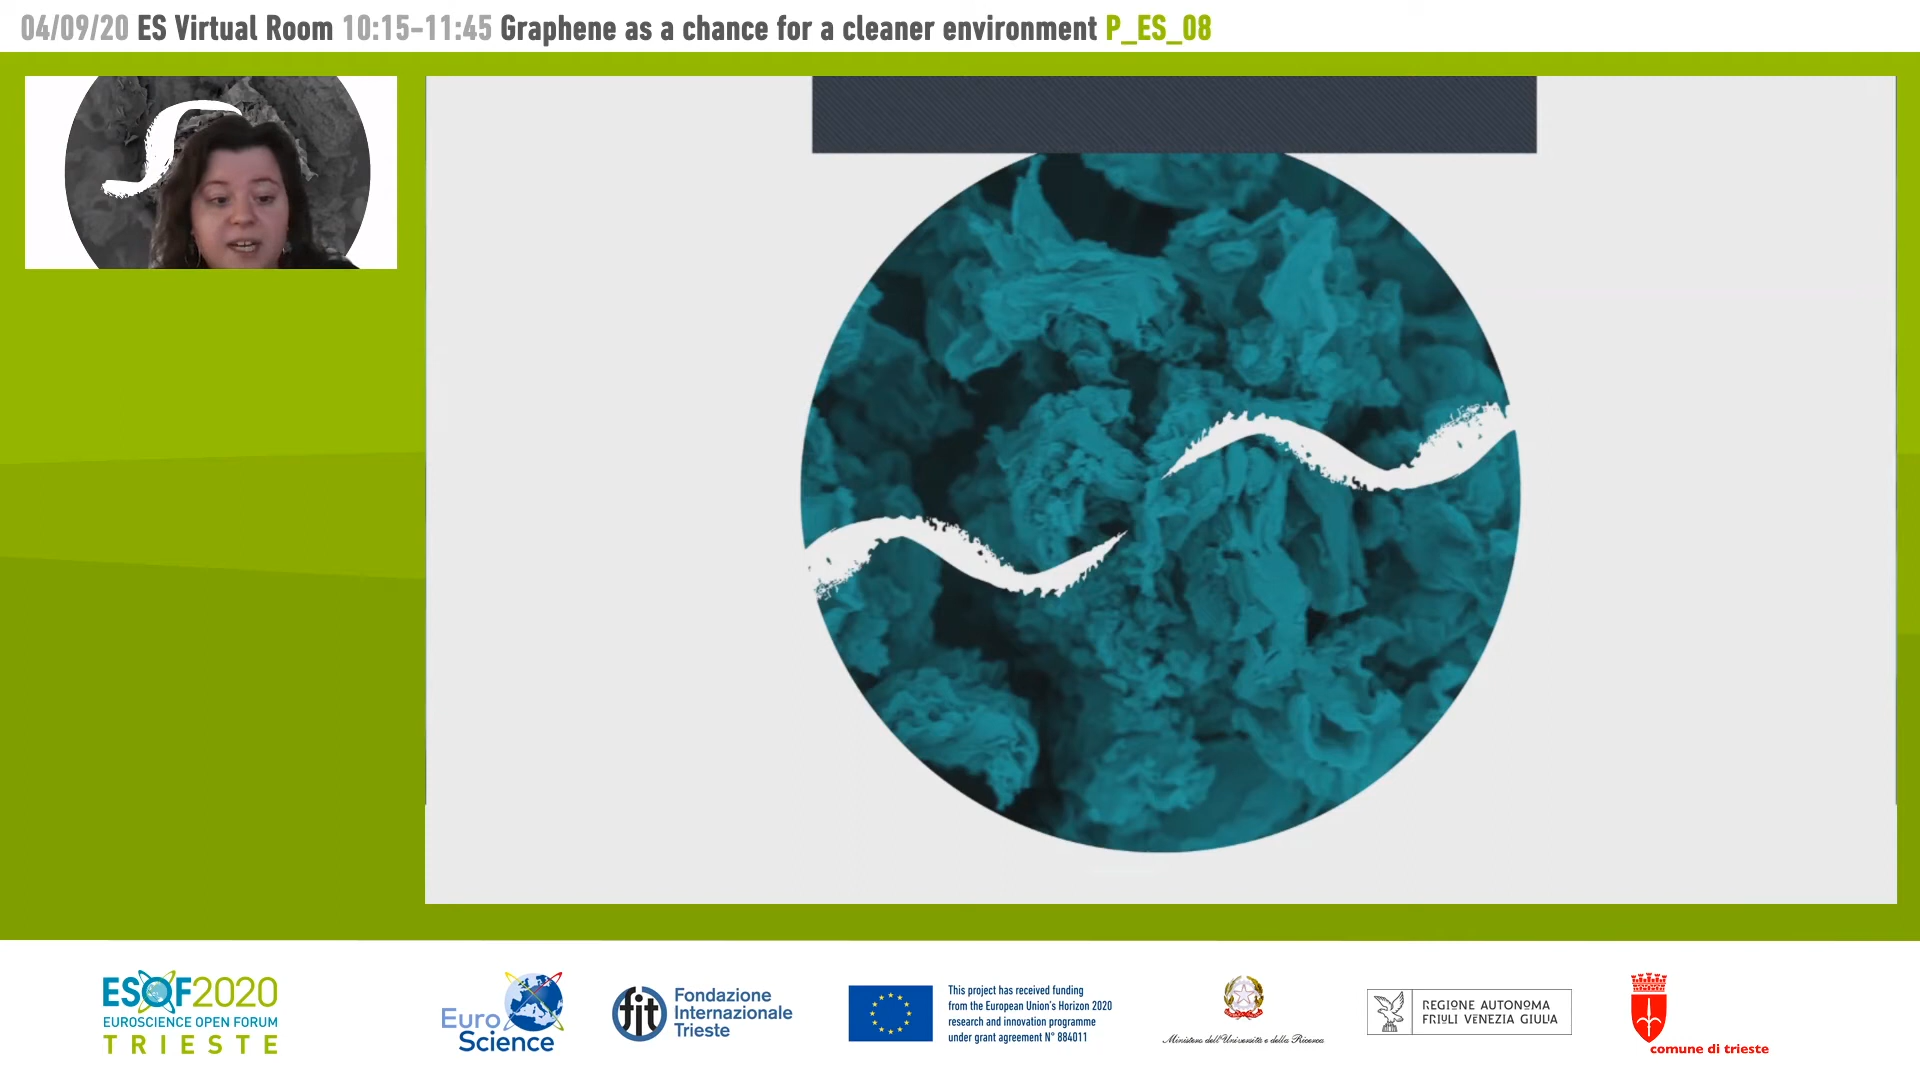 04/09/20 ES Virtual Room 10:15-11:45 Graphene as a chance for a cleaner environment P_ES_08
ESOF2020
EUROSCIENCE OPEN FORUM
TRIESTE
Euro
Science
fit
Fondazione
Internazionale
Trieste
This project has received funding
from the European Union's Horizon 2020
research and innovation programme
under grant agreement N° 884011
Ministero dell'Università e della Ricerca
REGIONE AUTONOMA
FRIULI VENEZIA GIULIA
comune di trieste